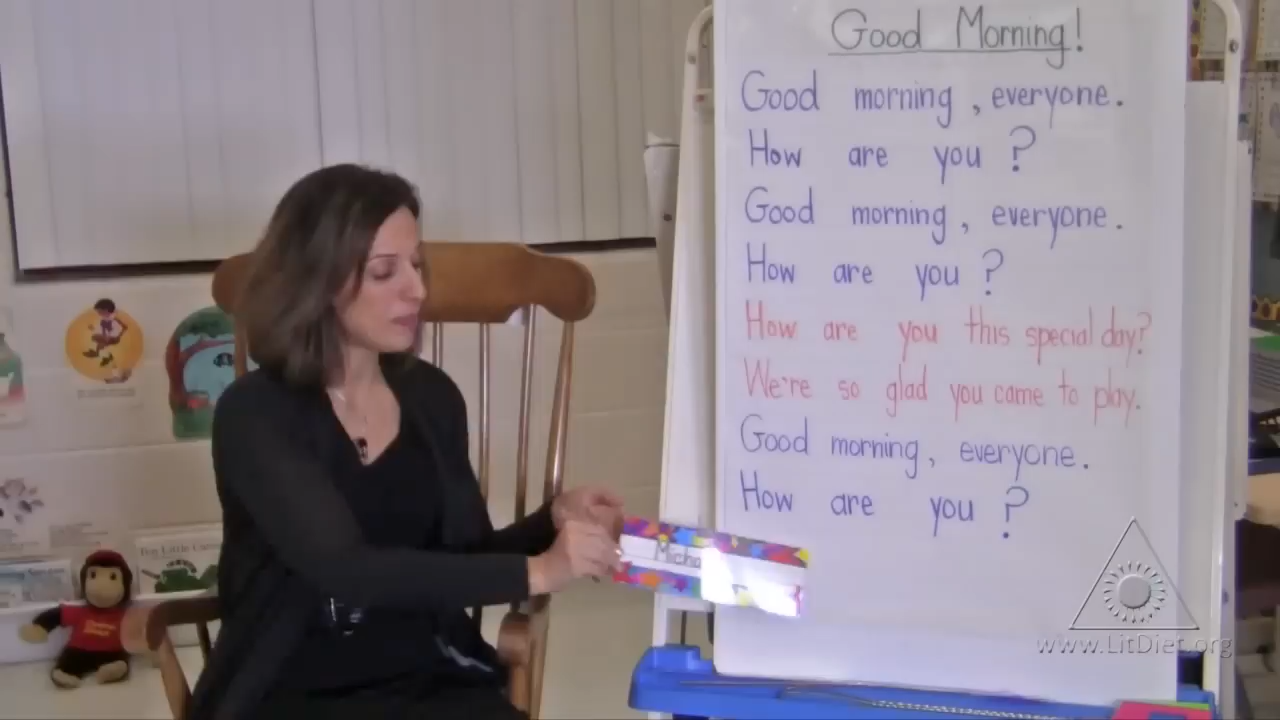 Good Morning!
Good morning, everyone.
How are you?
Good morning, everyone.
How are you?
How are you this special day?
We're so glad you came to play.
Good morning, everyone.
How are you?
www.LitDiet.org